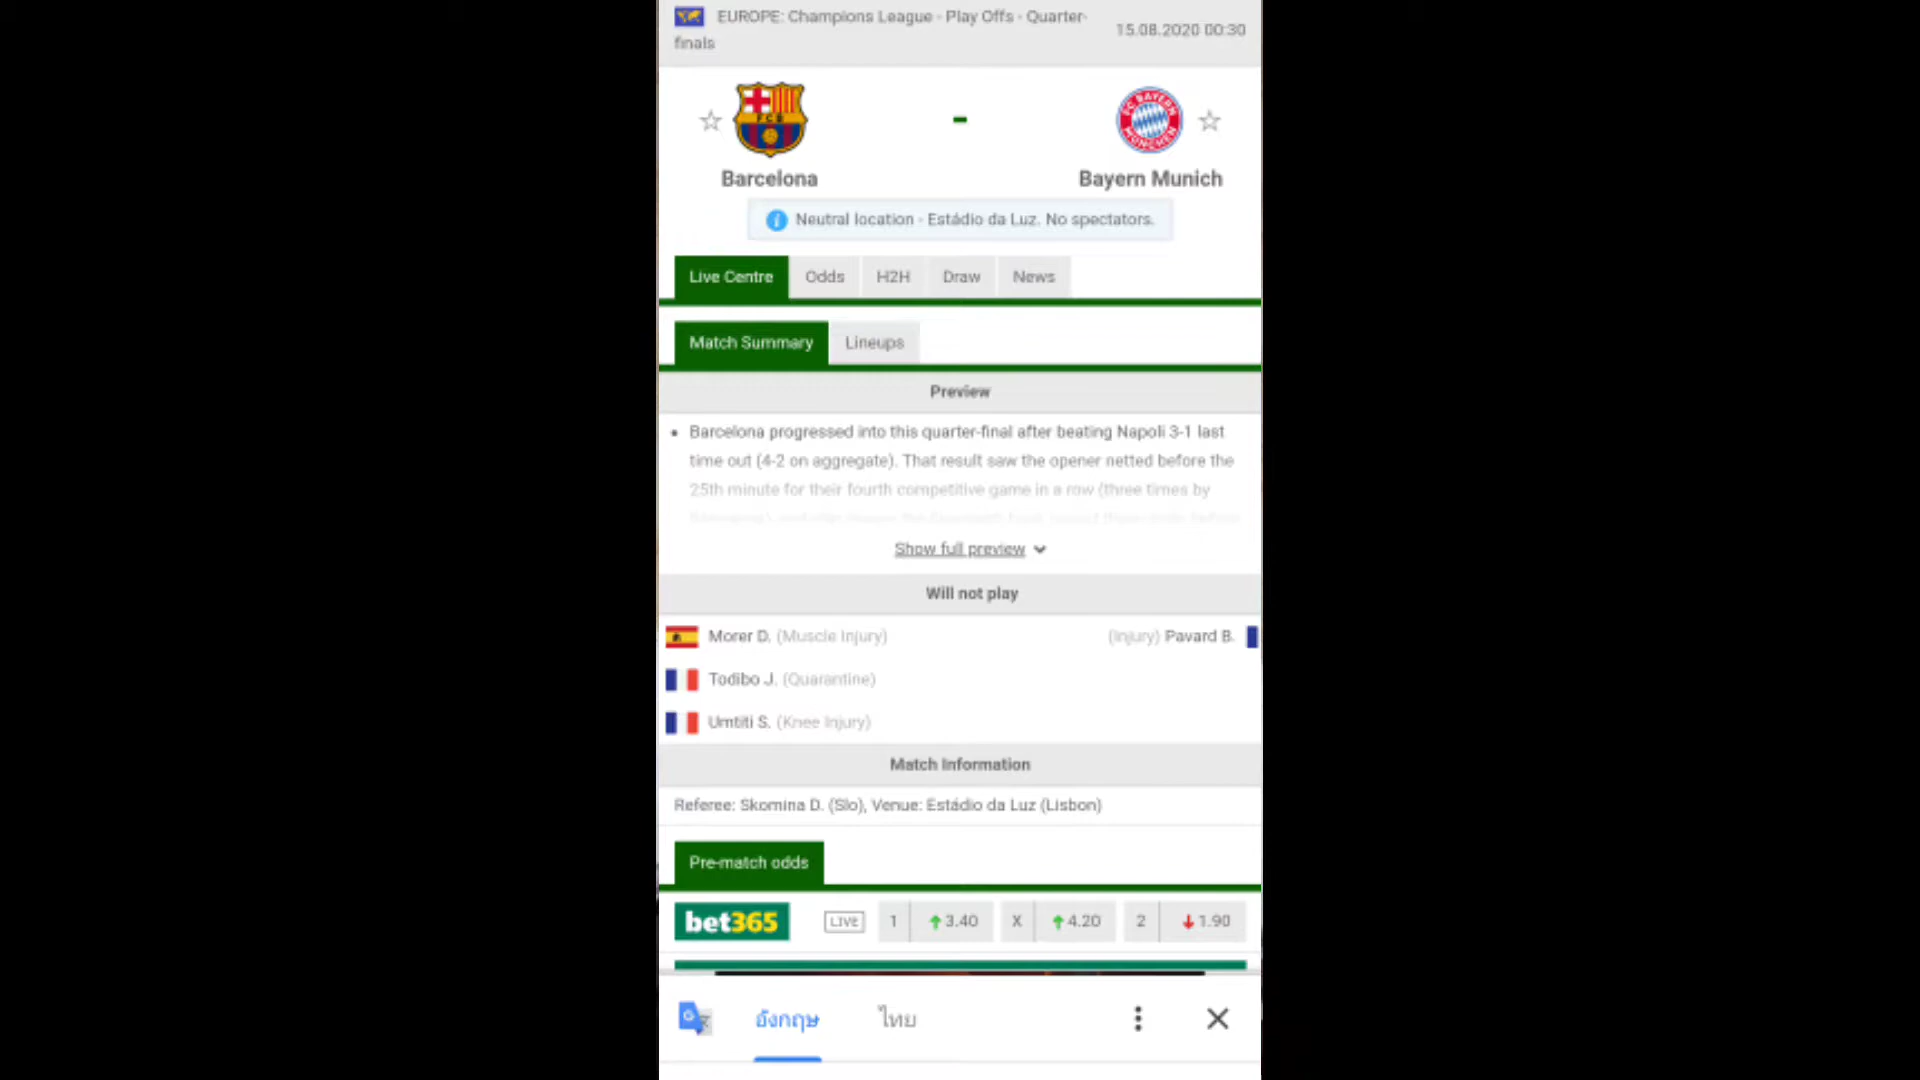 EUROPE: Champions League - Play Offs - Quarter-
finals
15.08.2020 00:30
FCB
FC BAYERN
MÜNCHEN
Barcelona
-
Bayern Munich
Neutral location - Estádio da Luz. No spectators.
Live Centre Odds H2H Draw News
Match Summary Lineups
Preview
• Barcelona progressed into this quarter-final after beating Napoli 3-1 last
time out (4-2 on aggregate). That result saw the opener netted before the
25th minute for their fourth competitive game in a row (three times by
Show full preview
Will not play
Morer D. (Muscle Injury)
(Injury) Pavard B.
Todibo J. (Quarantine)
Umtiti S. (Knee Injury)
Match Information
Referee: Skomina D. (Slo), Venue: Estádio da Luz (Lisbon)
Pre-match odds
bet365 LIVE 1 3.40 X 4.20 2 1.90
อังกฤษ ไทย